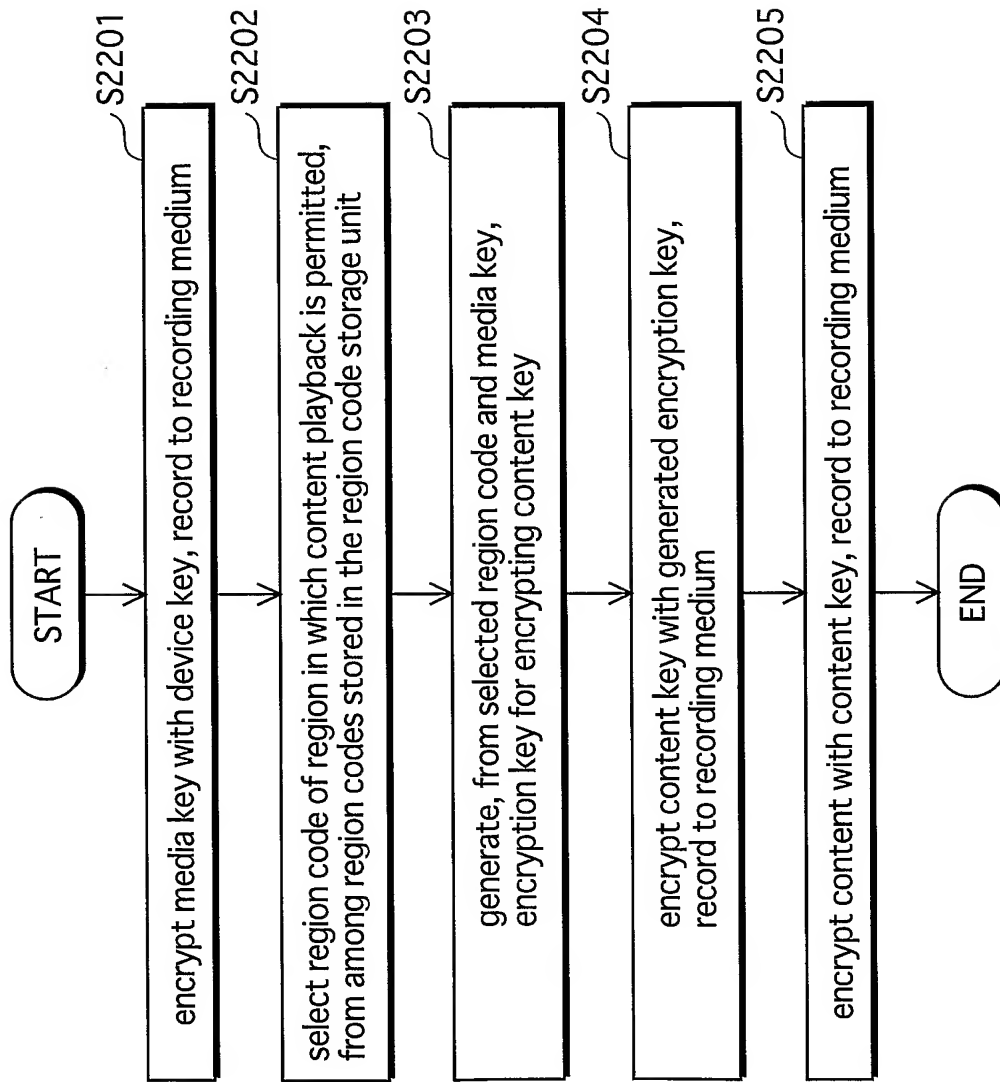 START
S2201
encrypt media key with device key, record to recording medium
S2202
select region code of region in which content playback is permitted,
from among region codes stored in the region code storage unit
S2203
generate, from selected region code and media key,
encryption key for encrypting content key
S2204
encrypt content key with generated encryption key,
record to recording medium
S2205
encrypt content with content key, record to recording medium
END